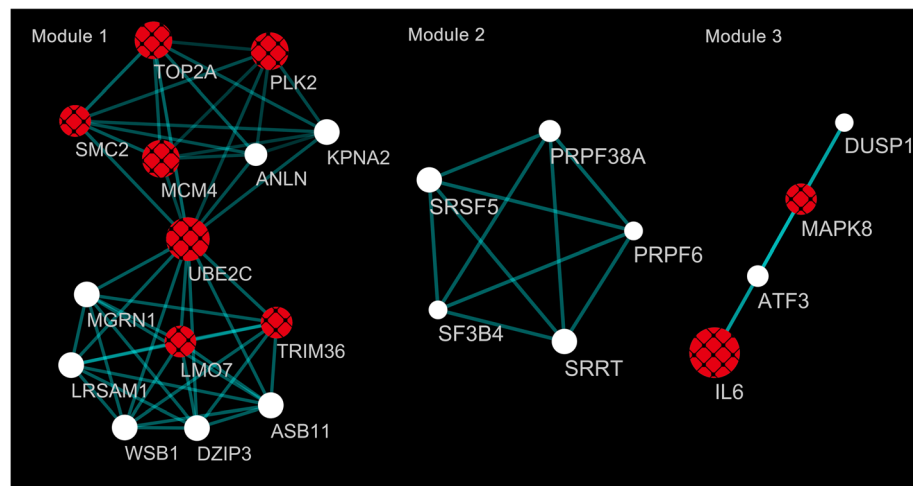 Module 1
TOP2A
PLK2
SMC2
MCM4
ANLN
KPNA2
UBE2C
MGRN1
TRIM36
LMO7
LRSAM1
ASB11
WSB1
DZIP3
Module 2
PRPF38A
SRSF5
PRPF6
SF3B4
SRRT
Module 3
DUSP1
MAPK8
ATF3
IL6